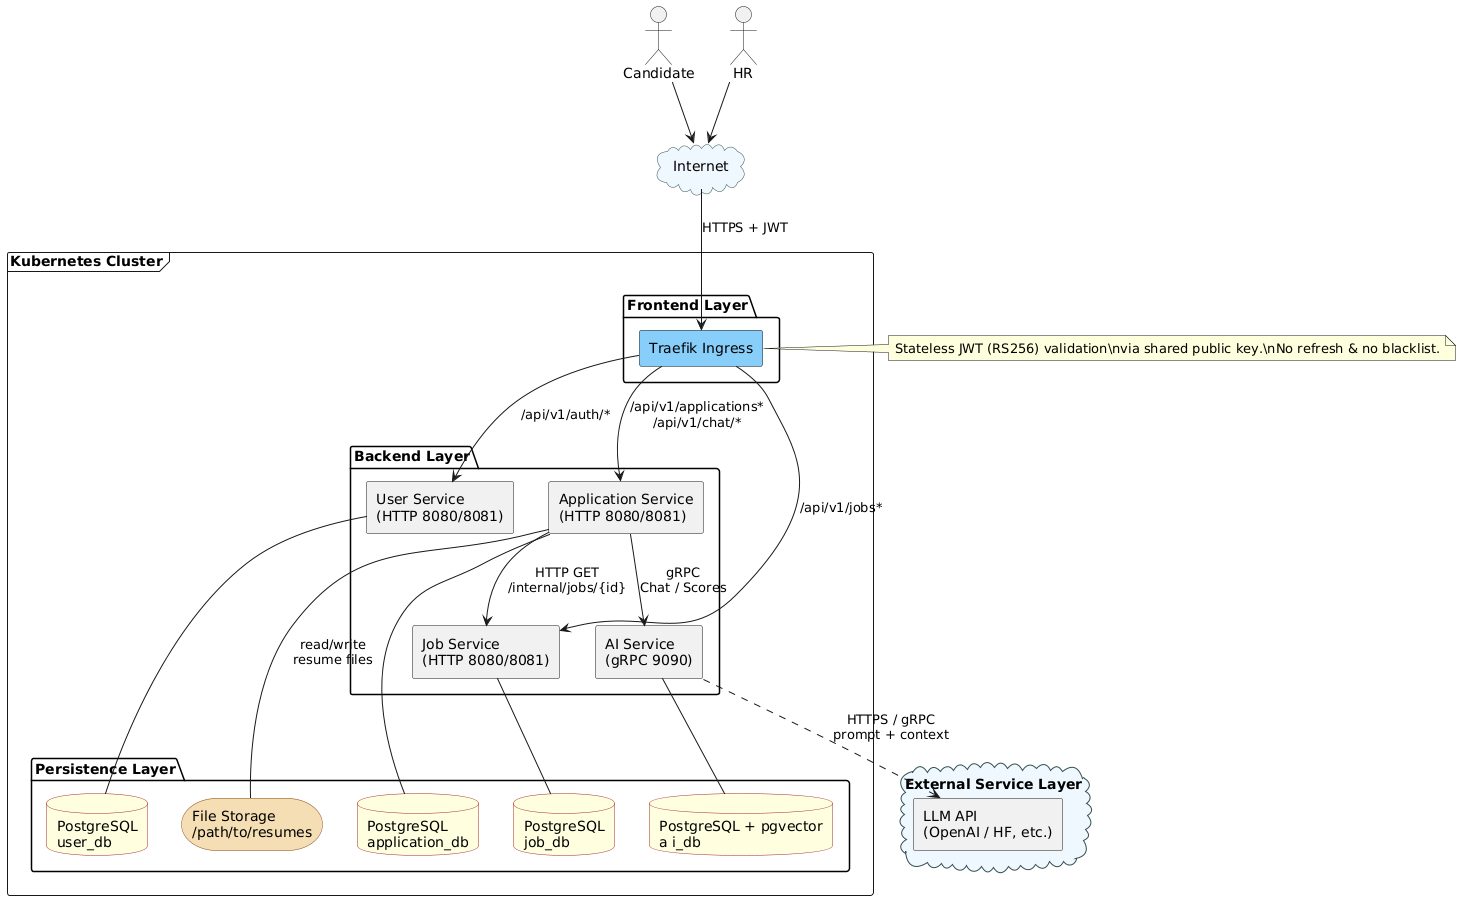 Candidate
HR
Internet
HTTPS + JWT
Kubernetes Cluster
Frontend Layer
Traefik Ingress
Stateless JWT (RS256) validation\nvia shared public key.\nNo refresh & no blacklist.
/api/v1/auth/*
/api/v1/applications*
/api/v1/chat/*
Backend Layer
User Service
(HTTP 8080/8081)
Application Service
(HTTP 8080/8081)
/api/v1/jobs*
HTTP GET
/internal/jobs/{id}
gRPC
Chat / Scores
read/write
resume files
Job Service
(HTTP 8080/8081)
AI Service
(gRPC 9090)
HTTPS / gRPC
prompt + context
Persistence Layer
PostgreSQL
user_db
File Storage
/path/to/resumes
PostgreSQL
application_db
PostgreSQL
job_db
PostgreSQL + pgvector
a i_db
External Service Layer
LLM API
(OpenAI / HF, etc.)